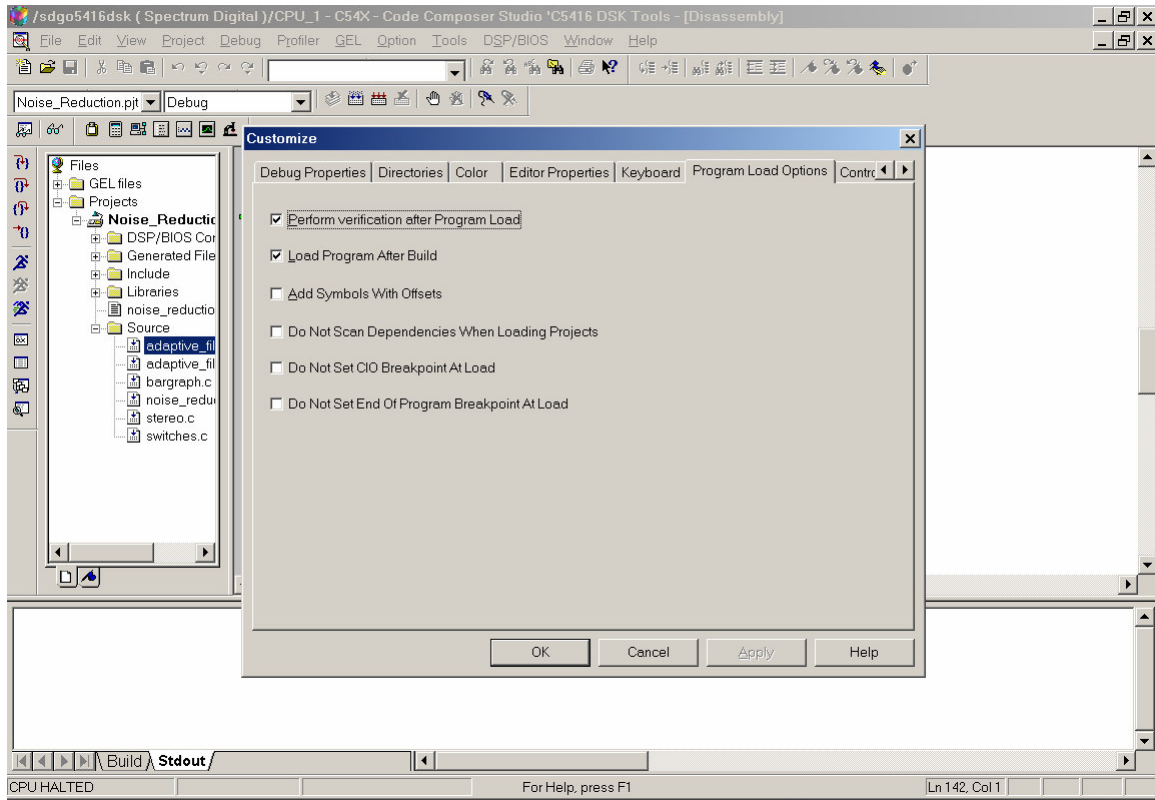 /sdgo5416dsk ( Spectrum Digital )/CPU_1 - C54X - Code Composer Studio 'C5416 DSK Tools - [Disassembly]
File Edit View Project Debug Profiler GEL Option Tools DSP/BIOS Window Help
Noise_Reduction.pjt Debug
Files
GEL files
Projects
Noise_Reductic
DSP/BIOS Cor
Generated File
Include
Libraries
noise_reductio
Source
adaptive_fil
adaptive_fil
bargraph.c
noise_redu
stereo.c
switches.c
Customize
Debug Properties Directories Color Editor Properties Keyboard Program Load Options Contro
Perform verification after Program Load
Load Program After Build
Add Symbols With Offsets
Do Not Scan Dependencies When Loading Projects
Do Not Set CIO Breakpoint At Load
Do Not Set End Of Program Breakpoint At Load
OK Cancel Apply Help
Build Stdout
CPU HALTED For Help, press F1 Ln 142, Col 1